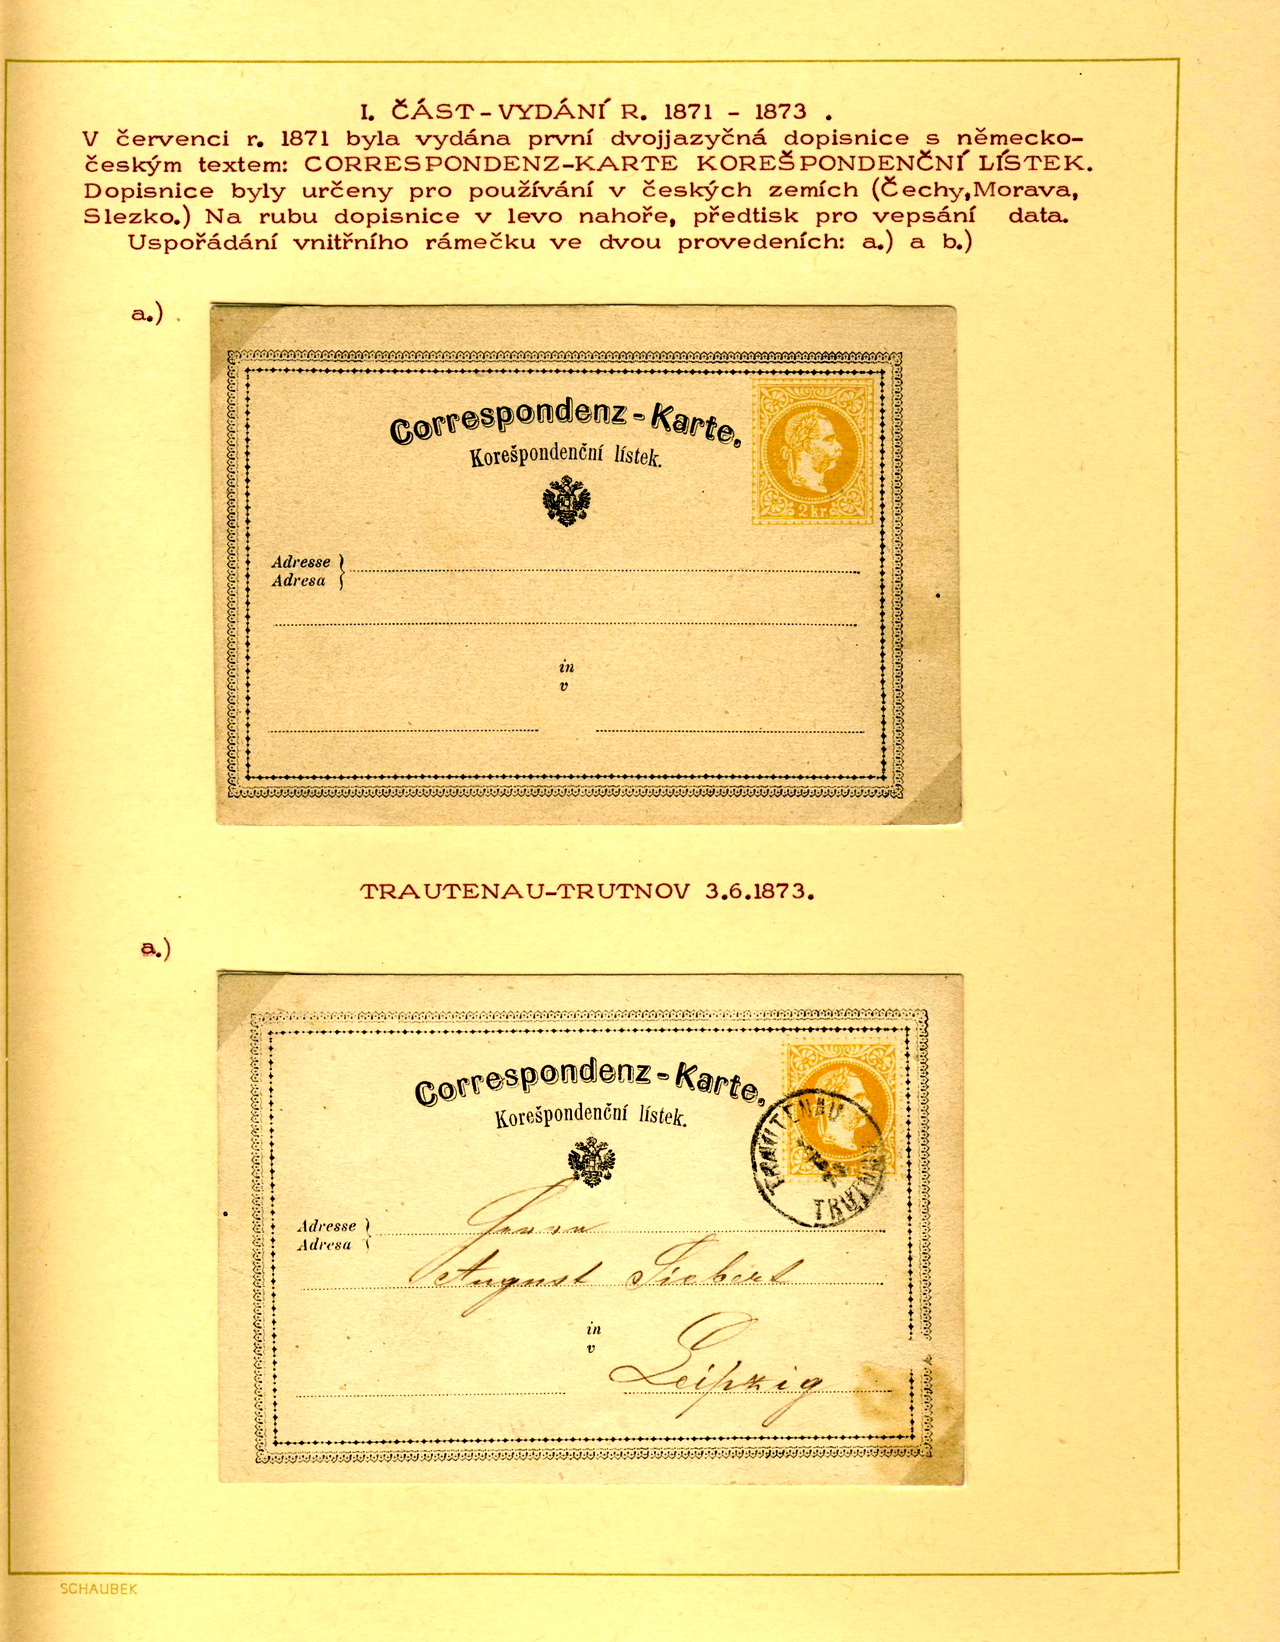 I. ČÁST-VYDÁNÍ R. 1871 - 1873 .
V červenci r. 1871 byla vydána první dvojjazyčná dopisnice s německo-
českým textem: CORRESPONDENZ-KARTE KOREŠPONDENČNÍ LÍSTEK.
Dopisnice byly určeny pro používání v českých zemích (Čechy,Morava,
Slezko.) Na rubu dopisnice v levo nahoře, předtisk pro vepsání data.
Uspořádání vnitřního rámečku ve dvou provedeních: a.) a b.)
a.)
Correspondenz-Karte.
Korešpondenční lístek.
2 kr
Adresse
Adresa
in
v
TRAUTENAU-TRUTNOV 3.6.1873.
a.)
Correspondenz-Karte.
Korešpondenční lístek.
TRAUTENAU
TRUTNOV
Adresse
Adresa
Herrn
August Siebert
in
v
Leipzig
SCHAUBEK